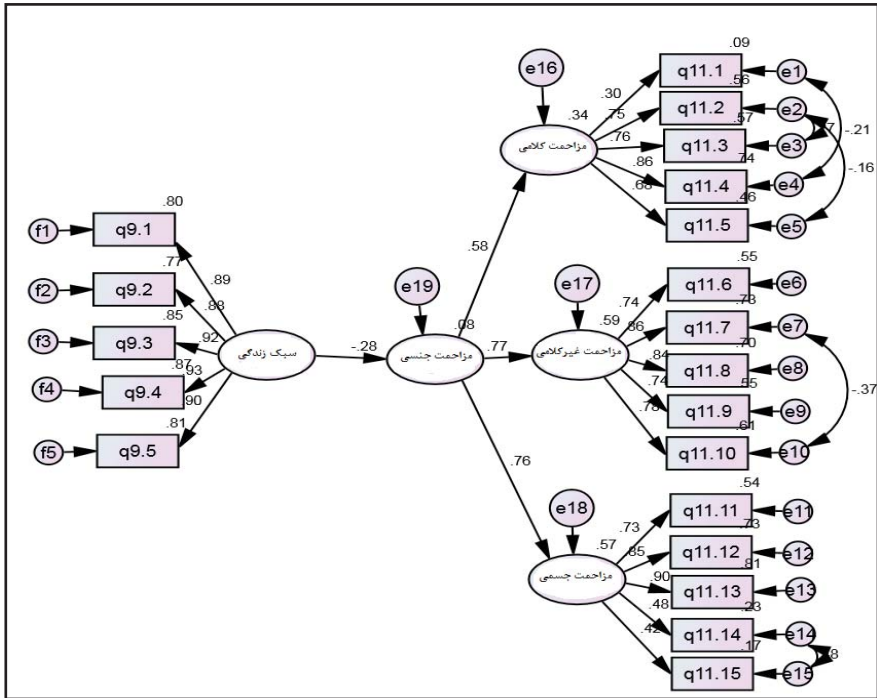 .09
e16
q11.1
e1
.56
.30
q11.2
e2
.34
.75
.57
مزاحمت کلامی
.76
q11.3
e3
-.21
.74
.86
q11.4
e4
-.16
.46
.68
q11.5
e5
.80
f1
q9.1
.58
.77
.89
.55
f2
q9.2
e19
e17
q11.6
e6
.88
.74
.73
.85
.08
.59
.86
q11.7
e7
f3
q9.3
.92
سبک زندگی
-.28
مزاحمت جنسی
.77
مزاحمت غیرکلامی
.70
.84
q11.8
e8
.87
.93
.74
.55
-.37
f4
q9.4
.90
q11.9
e9
.78
.61
.81
f5
q9.5
q11.10
e10
.76
.54
e18
q11.11
e11
.73
.73
.57
.85
q11.12
e12
.81
مزاحمت جسمی
.90
q11.13
e13
.48
.23
q11.14
e14
.42
.17
q11.15
e15